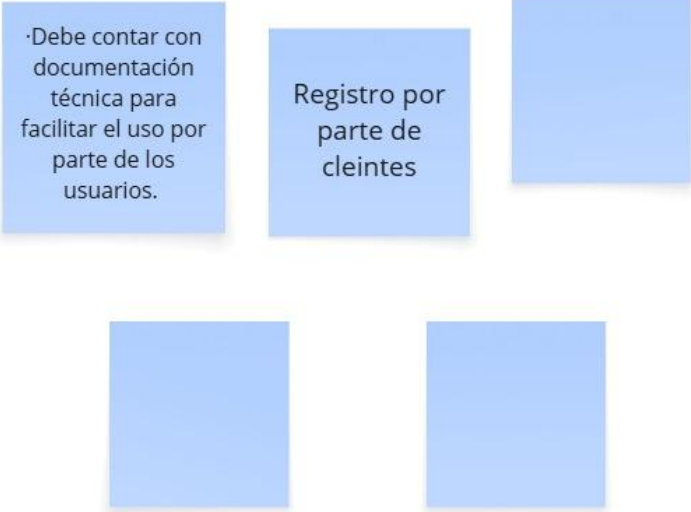 ·Debe contar con
documentación
técnica para
facilitar el uso por
parte de los
usuarios.
Registro por
parte de
cleintes